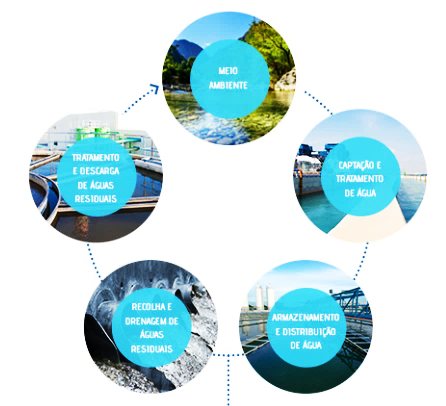 MEIO
AMBIENTE
CAPTAÇÃO E
TRATAMENTO
DE ÁGUA
ARMAZENAMENTO
E DISTRIBUIÇÃO
DE ÁGUA
RECOLHA E
DRENAGEM DE
ÁGUAS
RESIDUAIS
TRATAMENTO
E DESCARGA
DE ÁGUAS
RESIDUAIS